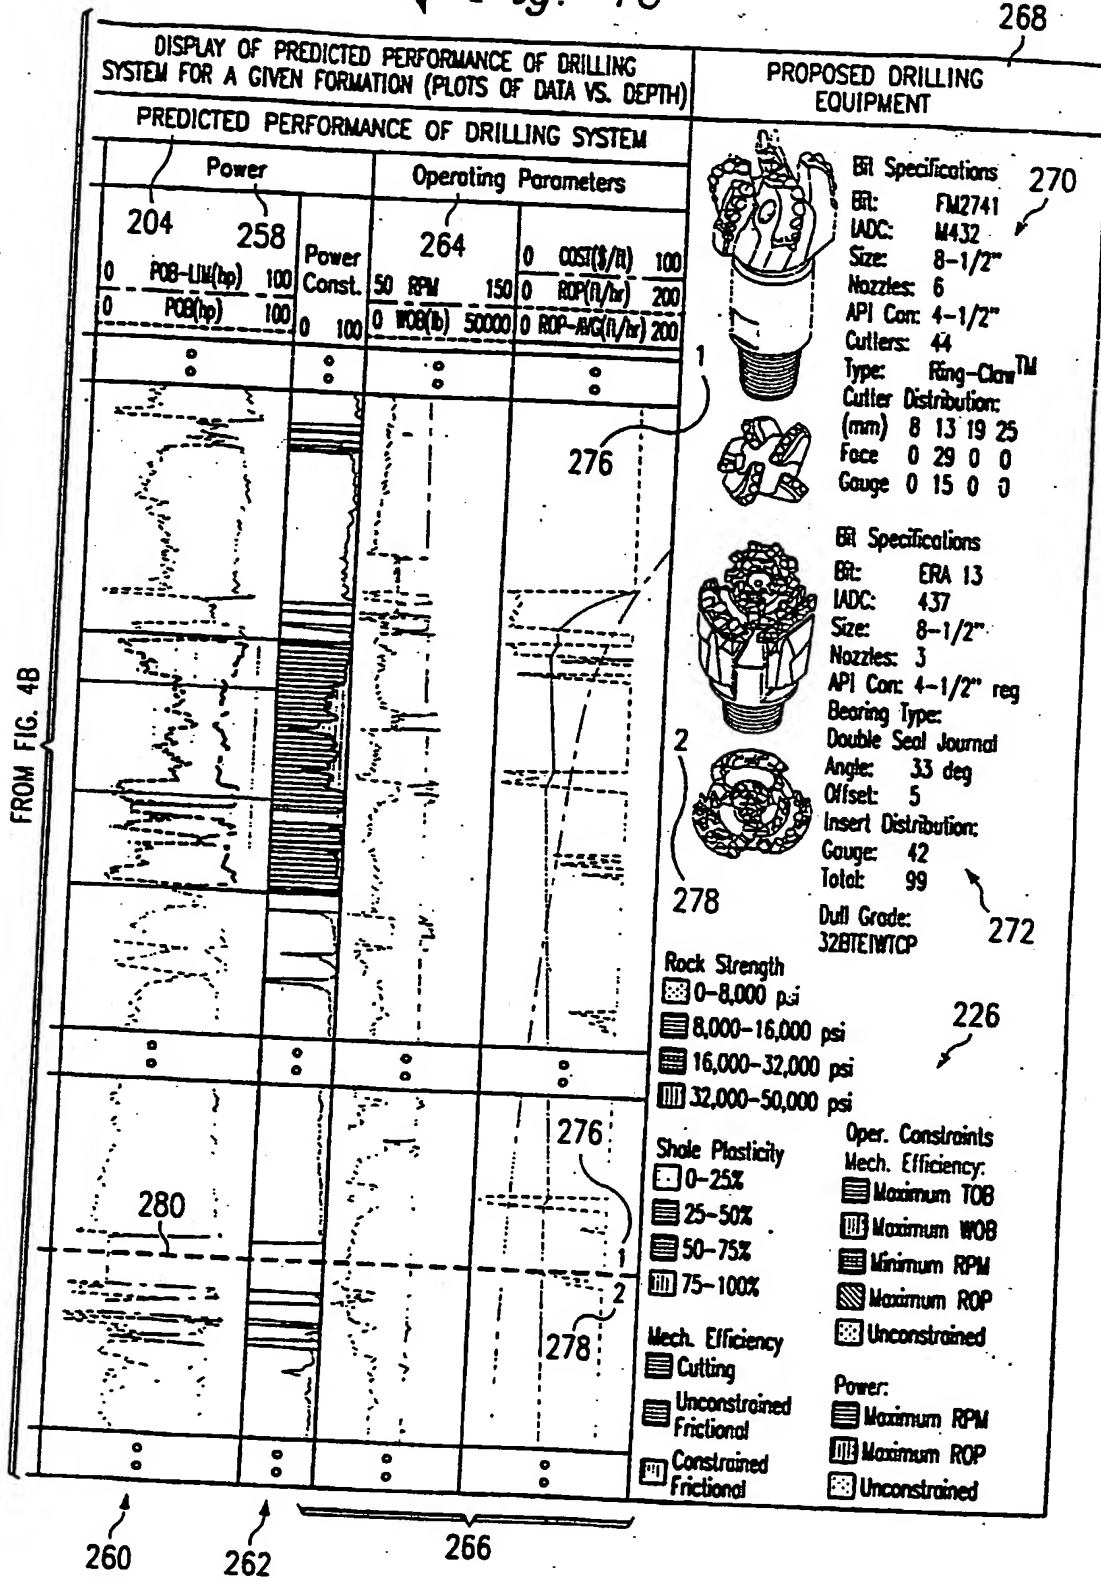 268
DISPLAY OF PREDICTED PERFORMANCE OF DRILLING
SYSTEM FOR A GIVEN FORMATION (PLOTS OF DATA VS. DEPTH)
PROPOSED DRILLING
EQUIPMENT
PREDICTED PERFORMANCE OF DRILLING SYSTEM
Power
Operating Parameters
204
258
264
0 POB-LIM(hp) 100
0 POB(hp) 100
Power
Const.
0 100
50 RPM 150
0 WOB(lb) 50000
0 COST($/ft) 100
0 ROP(ft/hr) 200
0 ROP-AVG(ft/hr) 200
FROM FIG. 4B
1
276
280
276
1
2
278
260
262
266
Bit Specifications
270
Bit: FM2741
IADC: M432
Size: 8-1/2"
Nozzles: 6
API Con: 4-1/2"
Cutters: 44
Type: Ring-Claw™
Cutter Distribution:
(mm) 8 13 19 25
Face 0 29 0 0
Gauge 0 15 0 0
Bit Specifications
Bit: ERA 13
IADC: 437
Size: 8-1/2"
Nozzles: 3
API Con: 4-1/2" reg
Bearing Type:
Double Seal Journal
Angle: 33 deg
Offset: 5
Insert Distribution:
Gauge: 42
Total: 99
2
278
272
Dull Grade:
Rock Strength
0-8,000 psi
8,000-16,000 psi
16,000-32,000 psi
32,000-50,000 psi
226
Shale Plasticity
0-25%
25-50%
50-75%
75-100%
Mech. Efficiency
Cutting
Unconstrained
Frictional
Constrained
Frictional
Oper. Constraints
Mech. Efficiency:
Maximum TOB
Maximum WOB
Minimum RPM
Maximum ROP
Unconstrained
Power:
Maximum RPM
Maximum ROP
Unconstrained